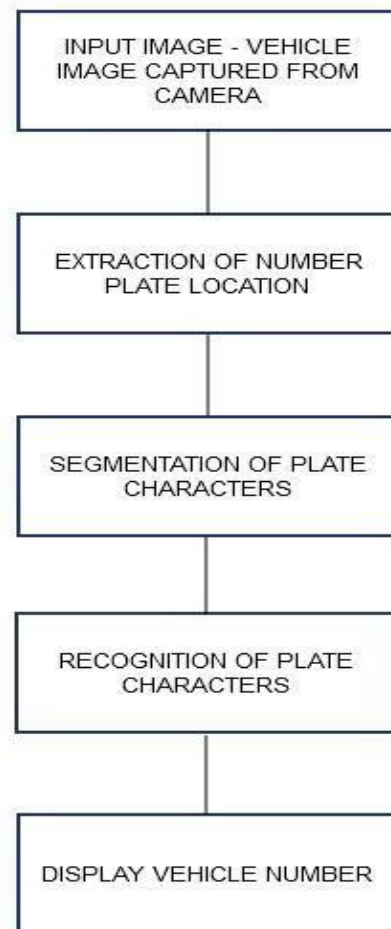 INPUT IMAGE - VEHICLE
IMAGE CAPTURED FROM
CAMERA
EXTRACTION OF NUMBER
PLATE LOCATION
SEGMENTATION OF PLATE
CHARACTERS
RECOGNITION OF PLATE
CHARACTERS
DISPLAY VEHICLE NUMBER